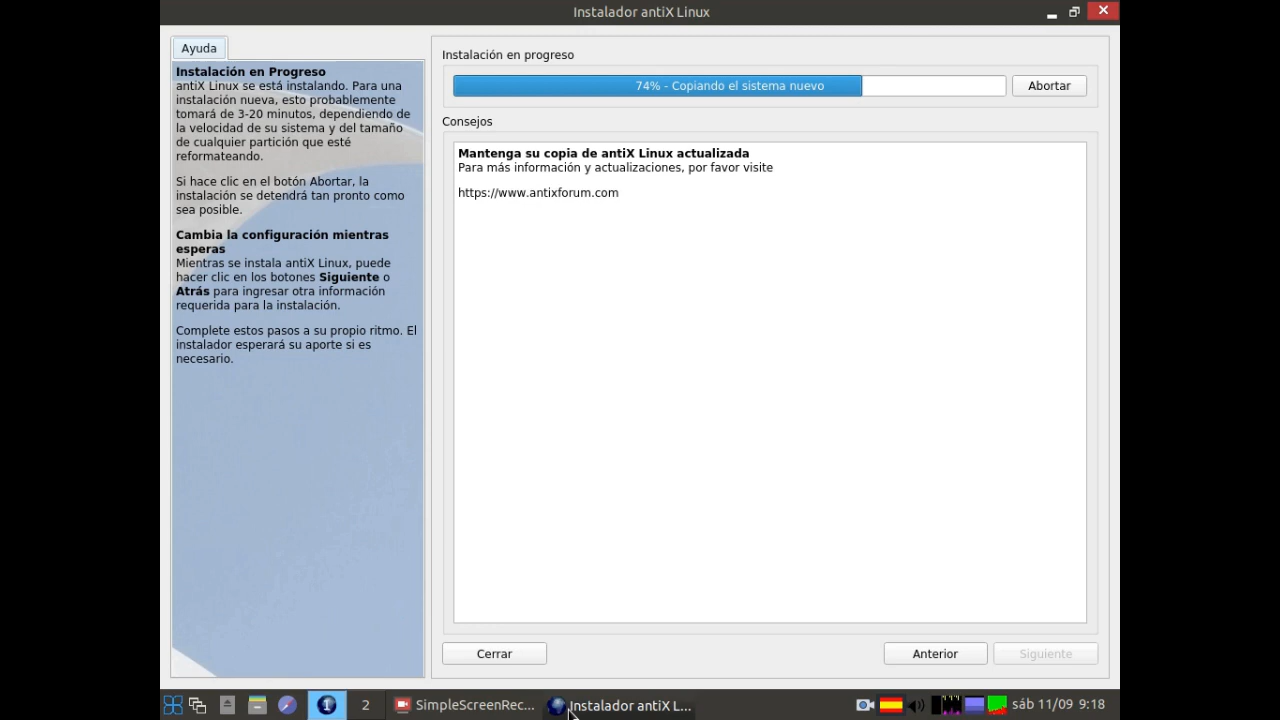 Instalador antiX Linux
Ayuda
Instalación en Progreso
antiX Linux se está instalando. Para una
instalación nueva, esto probablemente
tomará de 3-20 minutos, dependiendo de
la velocidad de su sistema y del tamaño
de cualquier partición que esté
reformateando.
Si hace clic en el botón Abortar, la
instalación se detendrá tan pronto como
sea posible.
Cambia la configuración mientras
esperas
Mientras se instala antiX Linux, puede
hacer clic en los botones Siguiente o
Atrás para ingresar otra información
requerida para la instalación.
Complete estos pasos a su propio ritmo. El
instalador esperará su aporte si es
necesario.
Instalación en progreso
74% - Copiando el sistema nuevo
Abortar
Consejos
Mantenga su copia de antiX Linux actualizada
Para más información y actualizaciones, por favor visite
https://www.antixforum.com
Cerrar
Anterior
Siguiente
1
2
SimpleScreenRec...
Instalador antiX L...
sáb 11/09 9:18